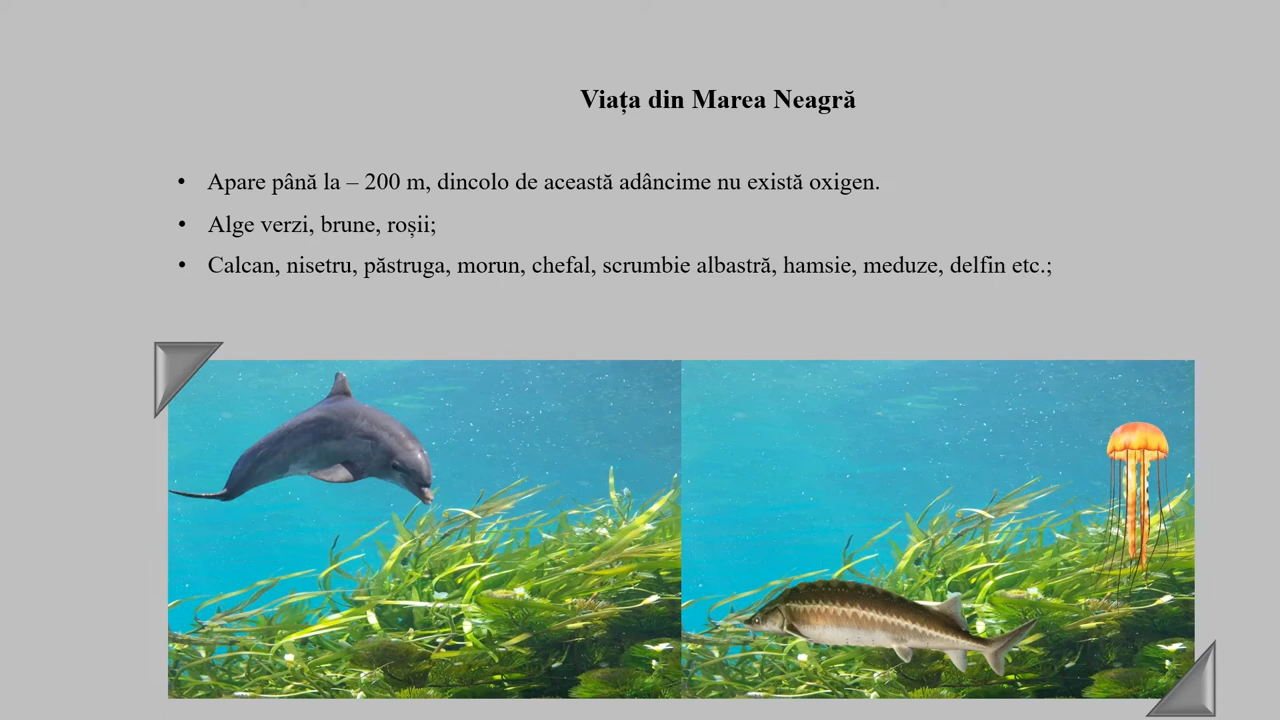 Viața din Marea Neagră
• Apare până la – 200 m, dincolo de această adâncime nu există oxigen.
• Alge verzi, brune, roșii;
• Calcan, nisetru, păstruga, morun, chefal, scrumbie albastră, hamsie, meduze, delfin etc.;